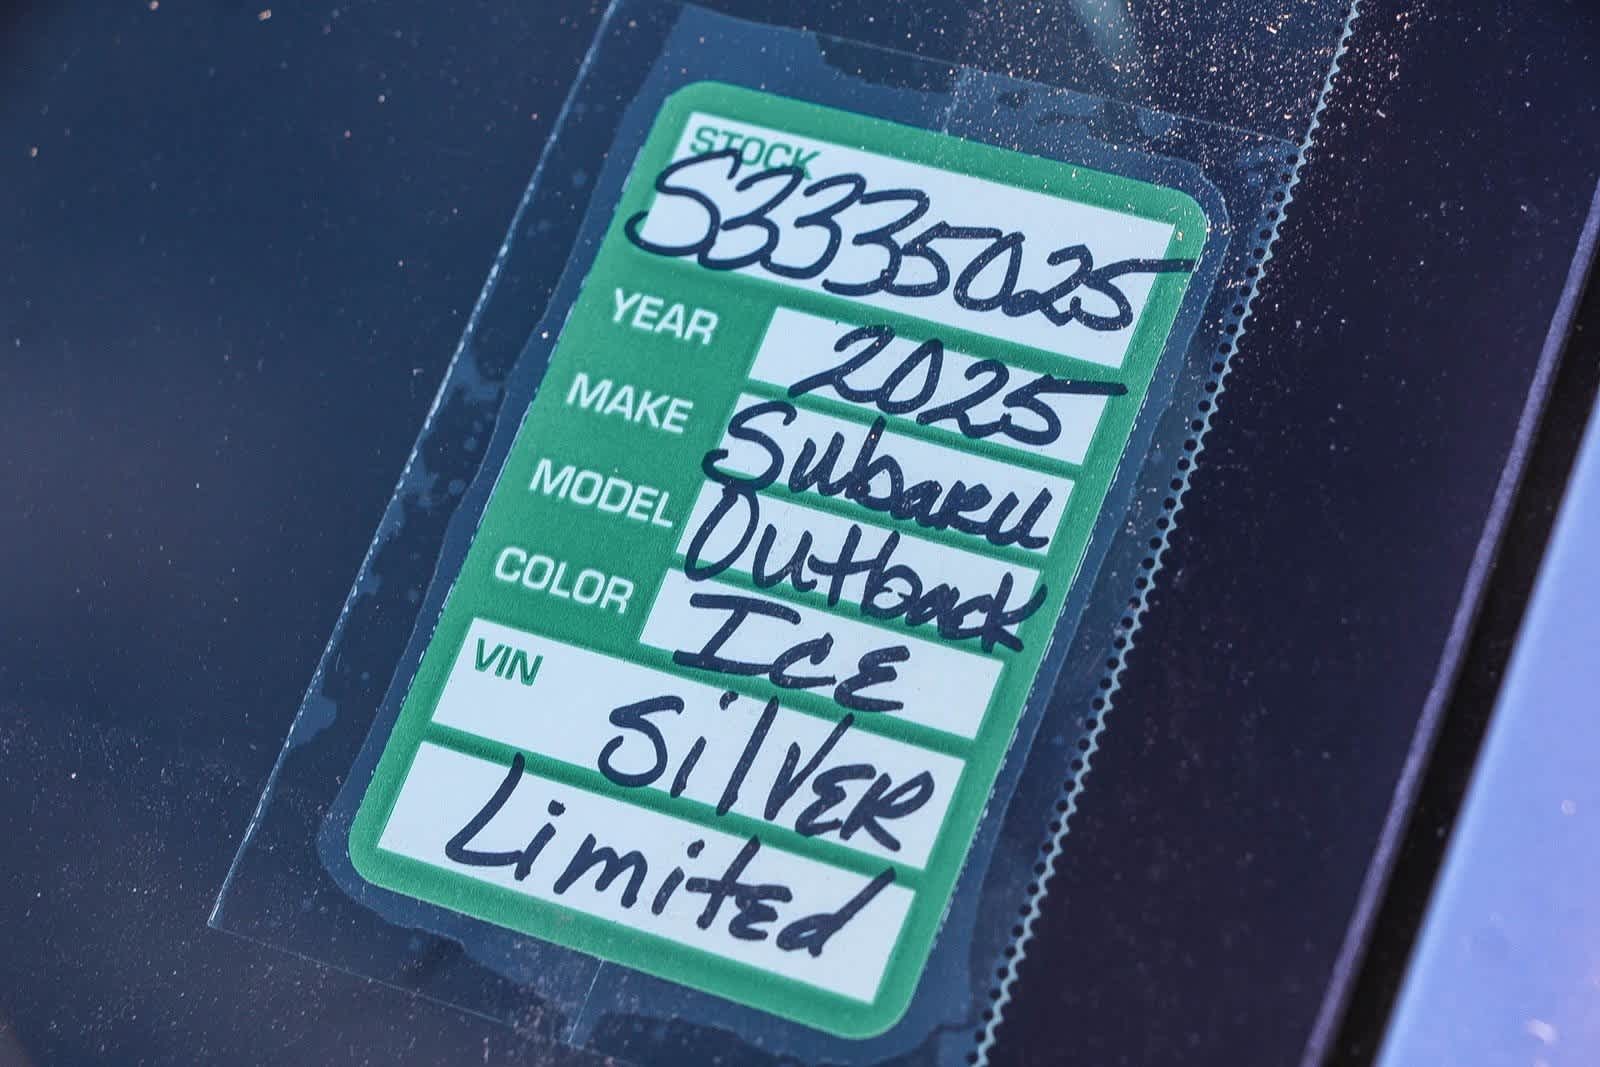 STOCK
S3335025
YEAR 2025
MAKE Subaru
MODEL Outback
COLOR ICE
VIN SilVER
Limited